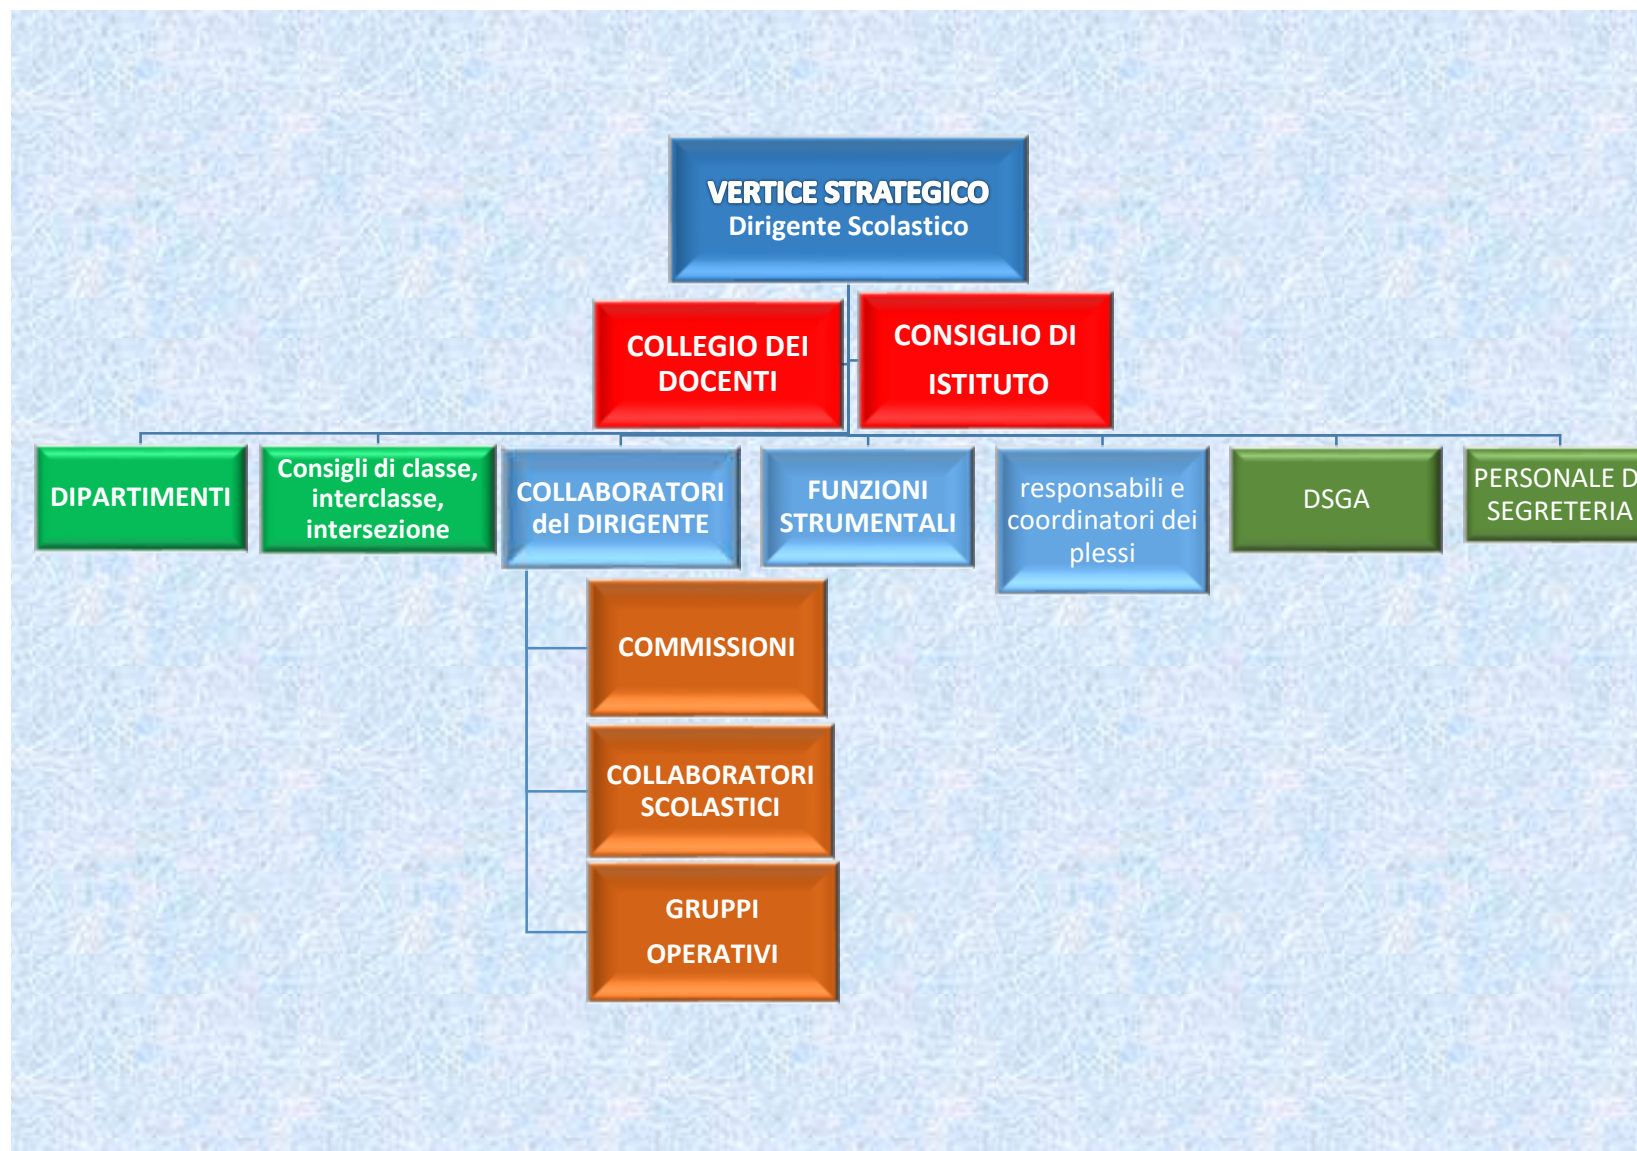 VERTICE STRATEGICO
Dirigente Scolastico
COLLEGIO DEI
DOCENTI
CONSIGLIO DI
ISTITUTO
DIPARTIMENTI
Consigli di classe,
interclasse,
intersezione
COLLABORATORI
del DIRIGENTE
FUNZIONI
STRUMENTALI
responsabili e
coordinatori dei
plessi
DSGA
PERSONALE D
SEGRETERIA
COMMISSIONI
COLLABORATORI
SCOLASTICI
GRUPPI
OPERATIVI